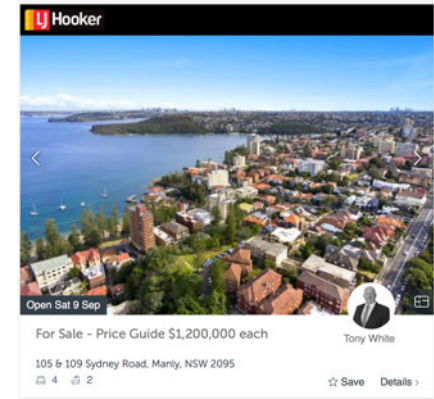 LJ Hooker
Open Sat 9 Sep
For Sale - Price Guide $1,200,000 each
Tony White
105 & 109 Sydney Road, Manly, NSW 2095
4 2
Save Details